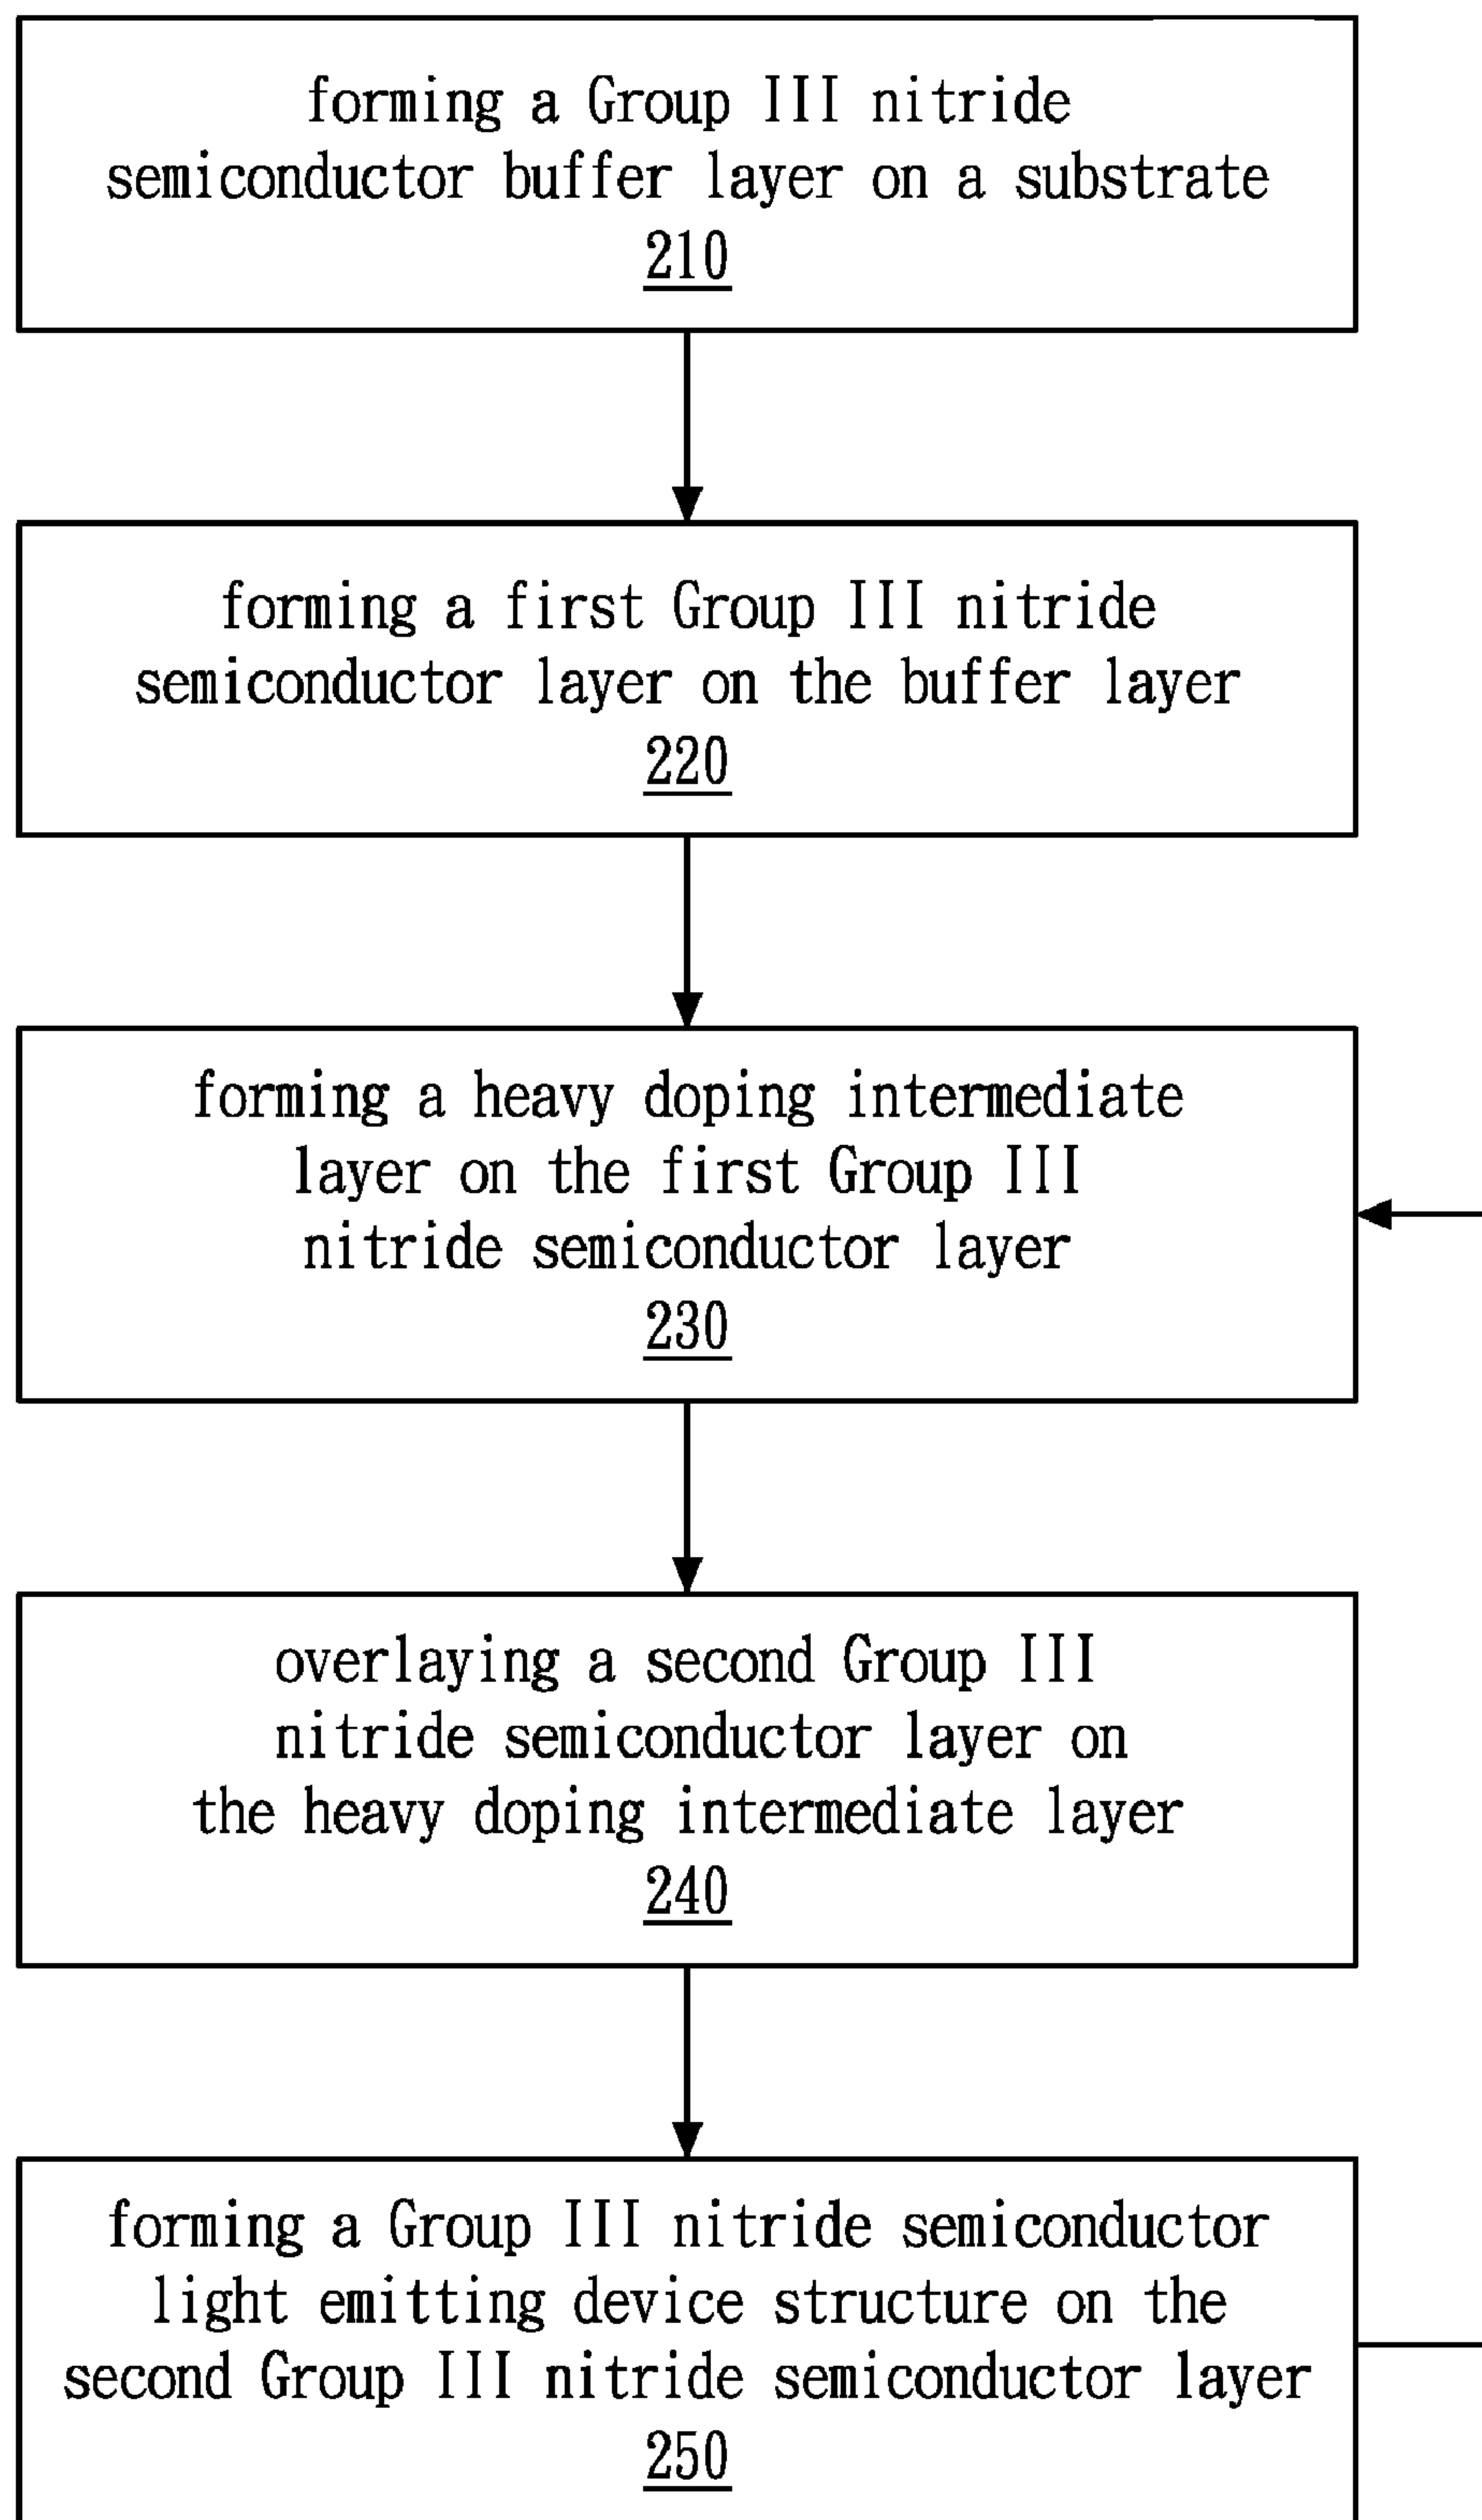 forming a Group III nitride
semiconductor buffer layer on a substrate
210
forming a first Group III nitride
semiconductor layer on the buffer layer
220
forming a heavy doping intermediate
layer on the first Group III
nitride semiconductor layer
230
overlaying a second Group III
nitride semiconductor layer on
the heavy doping intermediate layer
240
forming a Group III nitride semiconductor
light emitting device structure on the
second Group III nitride semiconductor layer
250